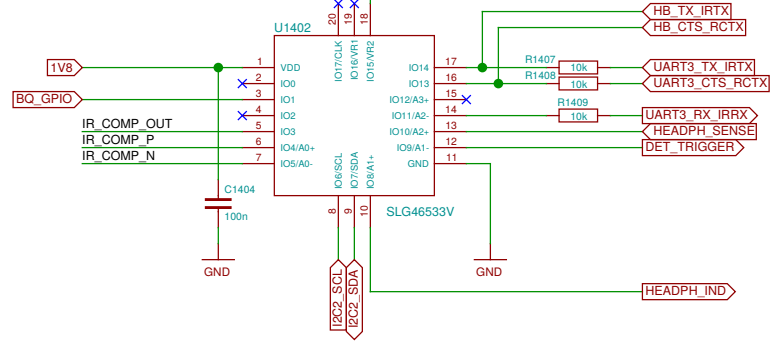 HB_TX_IRTX
HB_CTS_RCTX
U1402
20
19
18
IO17/CLK
IO16/VR1
IO15/VR2
1V8
1
VDD
IO14
17
R1407
10k
UART3_TX_IRTX
2
IO0
IO13
16
R1408
10k
UART3_CTS_RCTX
BQ_GPIO
3
IO1
IO12/A3+
15
4
IO2
IO11/A2-
14
R1409
10k
UART3_RX_IRRX
IR_COMP_OUT
5
IO3
IO10/A2+
13
HEADPH_SENSE
IR_COMP_P
6
IO4/A0+
IO9/A1-
12
DET_TRIGGER
IR_COMP_N
7
IO5/A0-
GND
11
IO6/SCL
IO7/SDA
IO8/A1+
8
9
10
SLG46533V
C1404
100n
GND
GND
I2C2_SCL
I2C2_SDA
HEADPH_IND